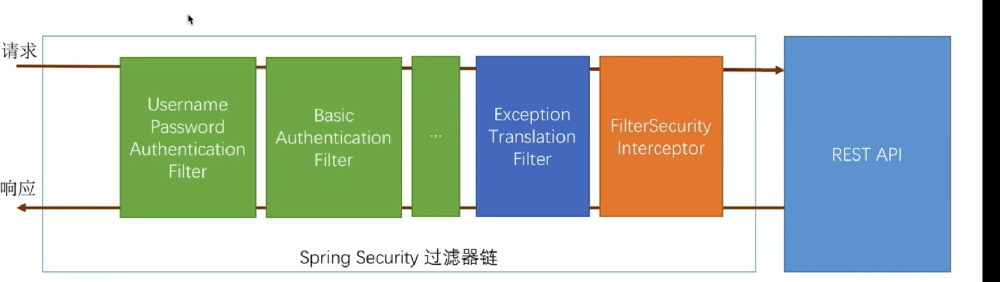 请求
Username
Password
Authentication
Filter
Basic
Authentication
Filter
...
Exception
Translation
Filter
FilterSecurity
Interceptor
REST API
响应
Spring Security 过滤器链